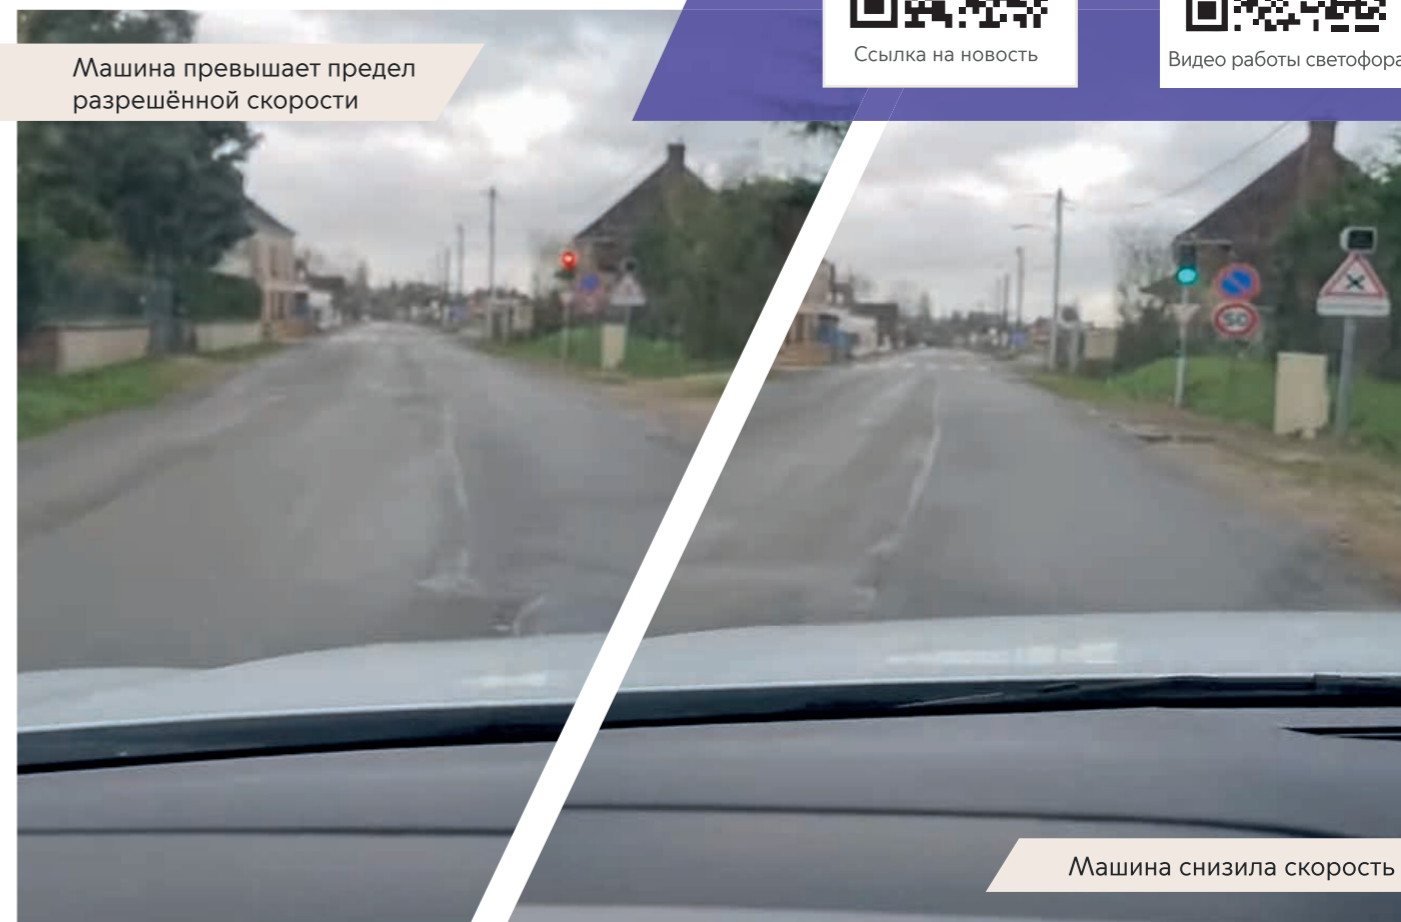 Машина превышает предел
разрешённой скорости
Ссылка на новость
Видео работы светофора
50
Машина снизила скорость